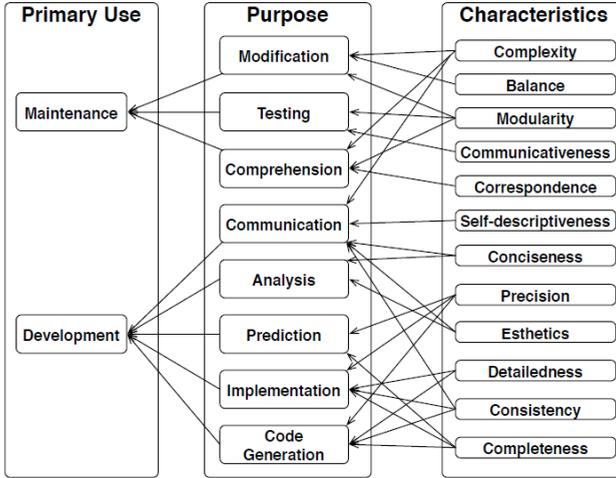 Primary Use
Purpose
Characteristics
Maintenance
Development
Modification
Testing
Comprehension
Communication
Analysis
Prediction
Implementation
Code
Generation
Complexity
Balance
Modularity
Communicativeness
Correspondence
Self-descriptiveness
Conciseness
Precision
Esthetics
Detailedness
Consistency
Completeness